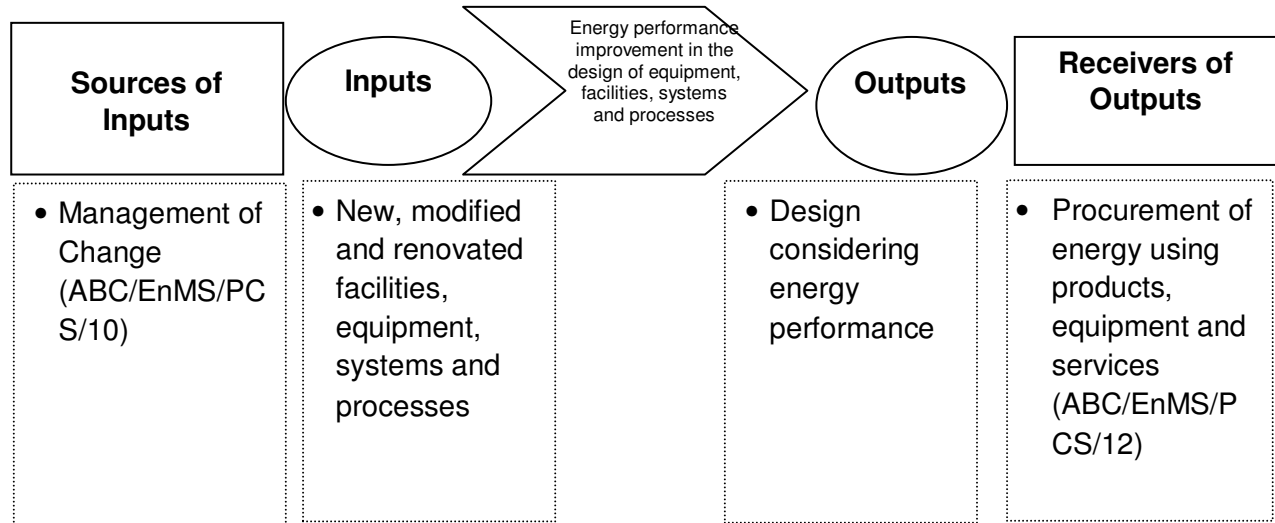 Sources of
Inputs
Inputs
Energy performance
improvement in the
design of equipment,
facilities, systems
and processes
Outputs
Receivers of
Outputs
• Management of
Change
(ABC/EnMS/PC
S/10)
• New, modified
and renovated
facilities,
equipment,
systems and
processes
• Design
considering
energy
performance
• Procurement of
energy using
products,
equipment and
services
(ABC/EnMS/P
CS/12)